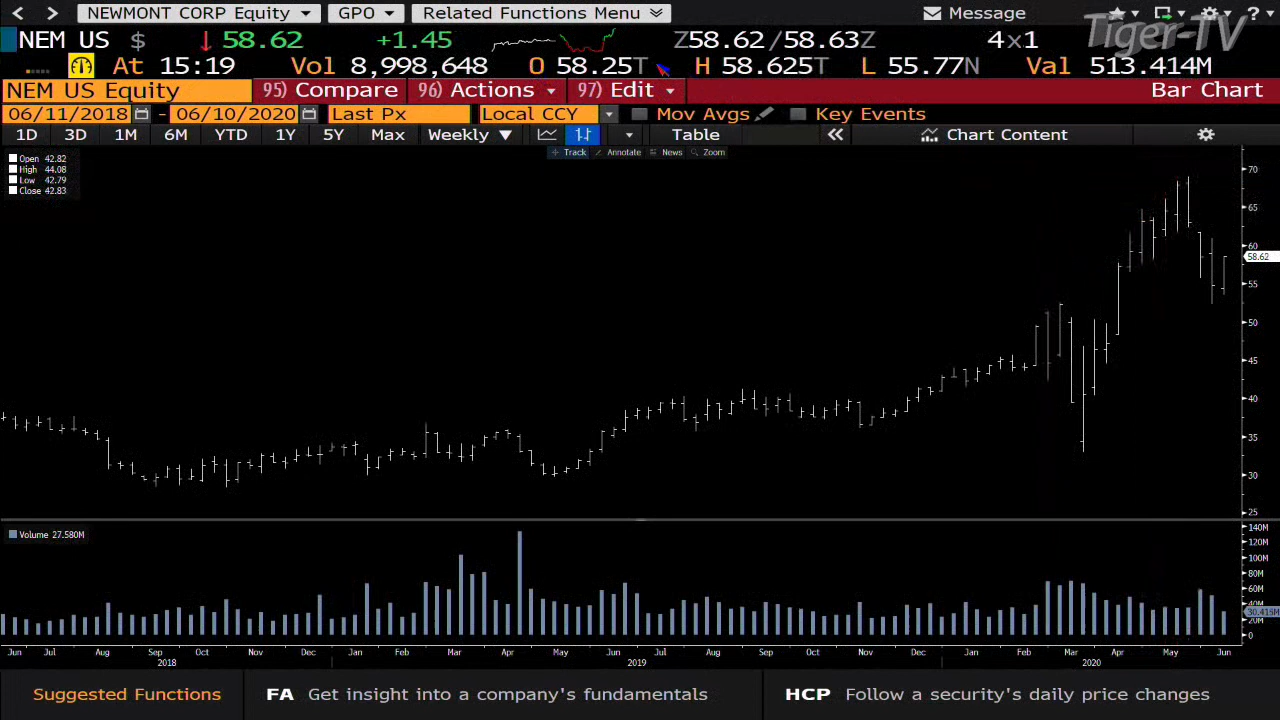 NEWMONT CORP Equity GPO Related Functions Menu Message ?
NEM US $ ↓ 58.62 +1.45 Z58.62/58.63Z 4x1 Tiger-TV
At 15:19 Vol 8,998,648 O 58.25T H 58.625T L 55.77N Val 513.414M
NEM US Equity 95) Compare 96) Actions 97) Edit Bar Chart
06/11/2018 - 06/10/2020 Last Px Local CCY Mov Avgs Key Events
1D 3D 1M 6M YTD 1Y 5Y Max Weekly ▼ Table Chart Content
Track Annotate News Zoom
Open 42.82
High 44.08
Low 42.79
Close 42.83
70
65
60
58.62
55
50
45
40
35
30
25
Volume 27.580M
140M
120M
100M
80M
60M
40M
30.416M
20M
0
Jun Jul Aug Sep Oct Nov Dec Jan Feb Mar Apr May Jun Jul Aug Sep Oct Nov Dec Jan Feb Mar Apr May Jun
2018 2019 2020
Suggested Functions FA Get insight into a company's fundamentals HCP Follow a security's daily price changes